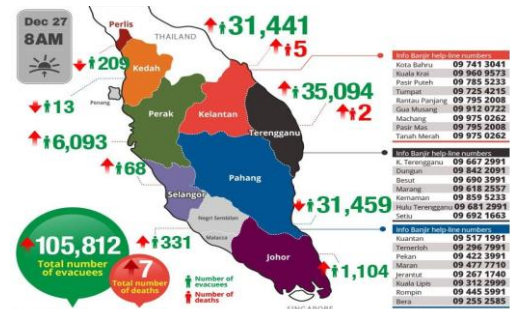 Dec 27
8AM
Perlis
THAILAND
31,441
5
209
Kedah
13
Penang
Perak
Kelantan
35,094
2
Terengganu
6,093
68
Pahang
Selangor
31,459
Negri Sembilan
Malacca
331
Johor
1,104
SINGAPORE
105,812
Total number
of evacuees
7
Total number
of deaths
Number of
evacuees
Number of
deaths
Info Banjir help-line numbers
Kota Bahru 09 741 3041
Kuala Krai 09 960 9573
Pasir Puteh 09 785 5233
Tumpat 09 725 4215
Rantau Panjang 09 795 2008
Gua Musang 09 912 0722
Machang 09 975 0262
Pasir Mas 09 795 2008
Tanah Merah 09 975 0262
Info Banjir help-line numbers
K. Terengganu 09 667 2991
Dungun 09 842 2091
Besut 09 690 3991
Marang 09 618 2557
Kemaman 09 859 5233
Hulu Terengganu 09 681 2991
Setiu 09 692 1663
Info Banjir help-line numbers
Kuantan 09 517 1991
Temerloh 09 296 7991
Pekan 09 422 3991
Maran 09 477 7710
Jerantut 09 267 1740
Kuala Lipis 09 312 2999
Rompin 09 445 5991
Bera 09 255 2585